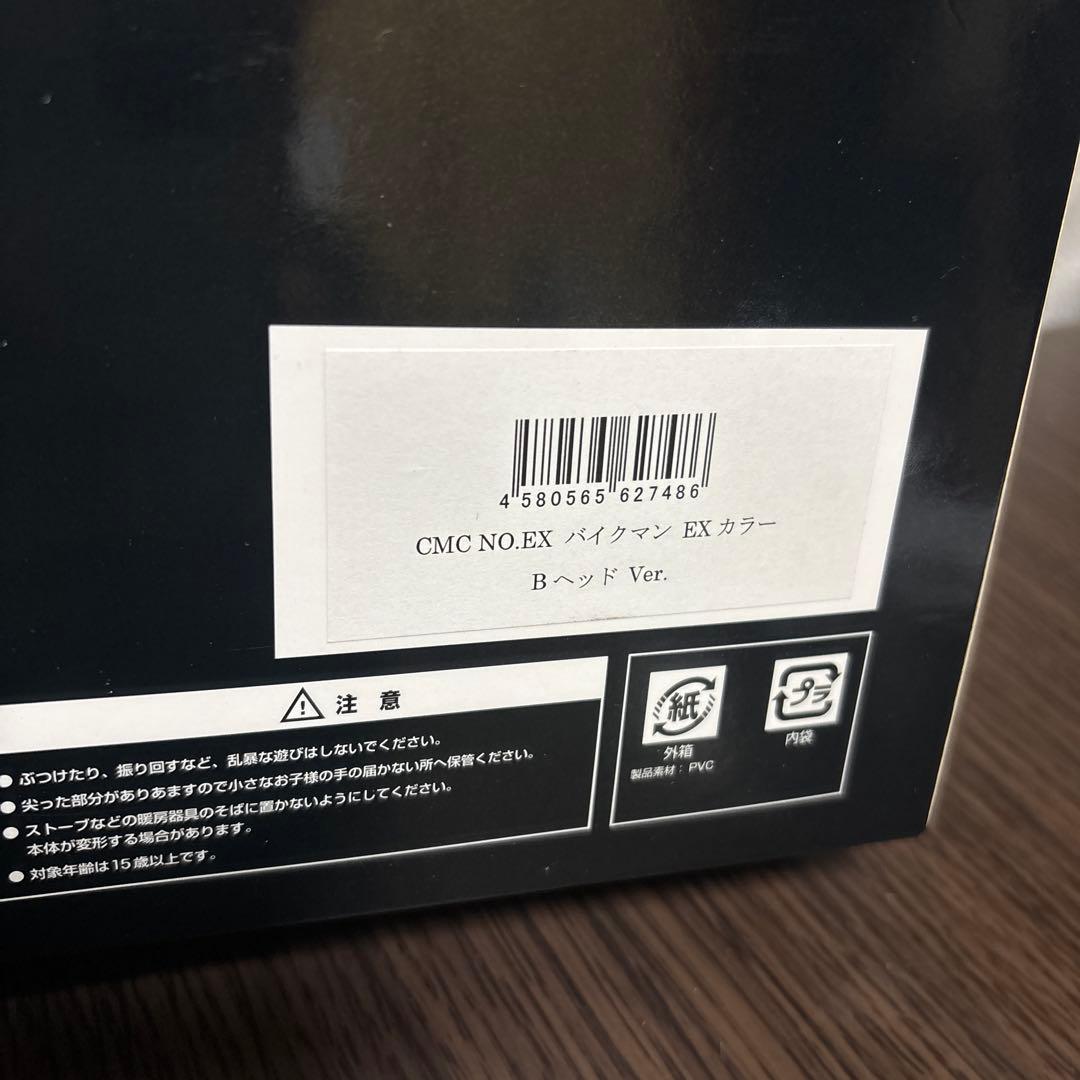 4 580565 627486
CMC NO.EX バイクマン EXカラー
Bヘッド Ver.
注 意
● ぶつけたり、振り回すなど、乱暴な遊びはしないでください。
● 尖った部分がありあますので小さなお子様の手の届かない所へ保管ください。
● ストーブなどの暖房器具のそばに置かないようにしてください。
本体が変形する場合があります。
● 対象年齢は15歳以上です。
紙
外箱
製品素材：PVC
プラ
内袋